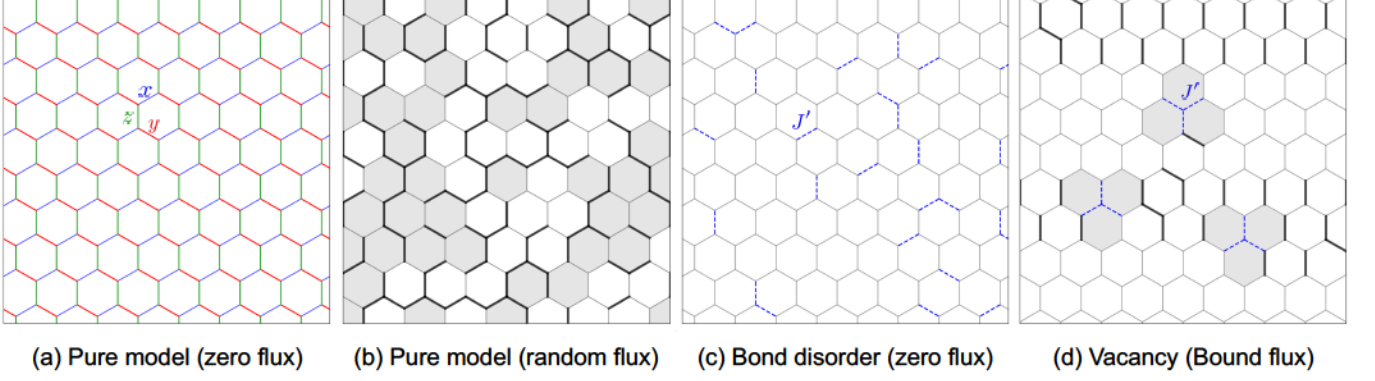 x
z
y
J'
J'
(a) Pure model (zero flux)
(b) Pure model (random flux)
(c) Bond disorder (zero flux)
(d) Vacancy (Bound flux)